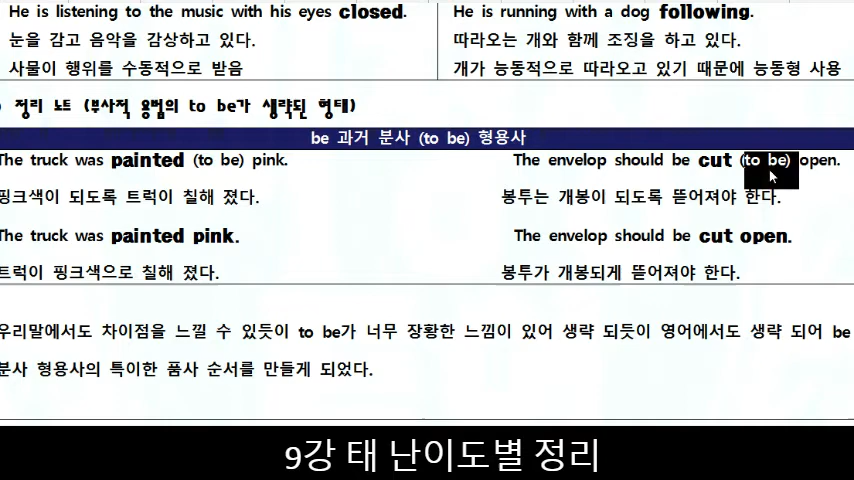 He is listening to the music with his eyes closed.
눈을 감고 음악을 감상하고 있다.
사물이 행위를 수동적으로 받음
He is running with a dog following.
따라오는 개와 함께 조깅을 하고 있다.
개가 능동적으로 따라오고 있기 때문에 능동형 사용
정리 노트 (부사적 용법의 to be가 생략된 형태)
be 과거 분사 (to be) 형용사
The truck was painted (to be) pink.
핑크색이 되도록 트럭이 칠해 졌다.
The truck was painted pink.
트럭이 핑크색으로 칠해 졌다.
The envelop should be cut (to be) open.
봉투는 개봉이 되도록 뜯어져야 한다.
The envelop should be cut open.
봉투가 개봉되게 뜯어져야 한다.
우리말에서도 차이점을 느낄 수 있듯이 to be가 너무 장황한 느낌이 있어 생략 되듯이 영어에서도 생략 되어 be
분사 형용사의 특이한 품사 순서를 만들게 되었다.
9강 태 난이도별 정리